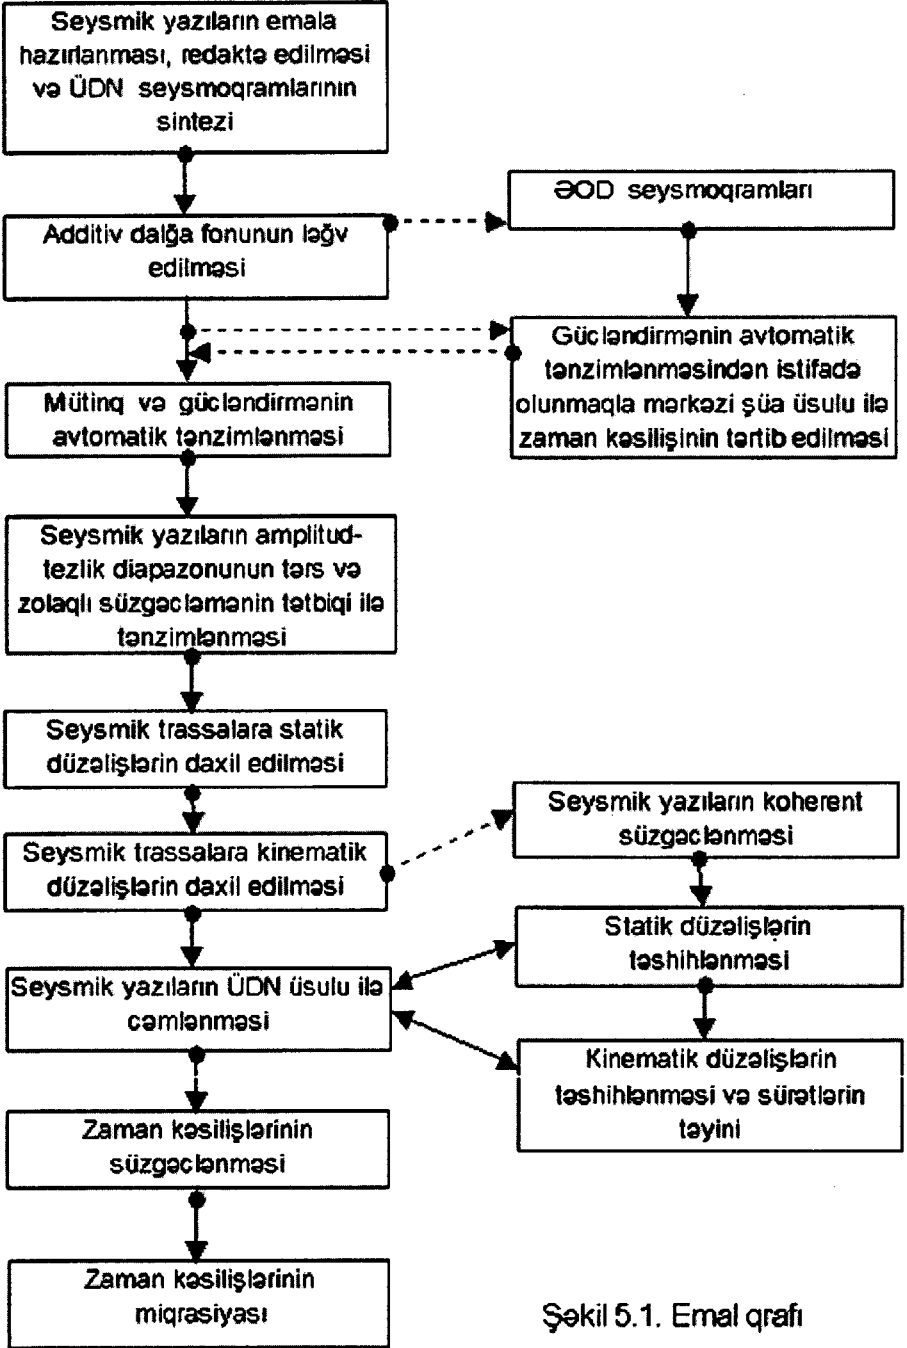 Seysmik yazıların emala
hazırlanması, redaktə edilməsi
və ÜDN seysmoqramlarının
sintezi
Additiv dalğa fonunun ləğv
edilməsi
ƏOD seysmoqramları
Gücləndirmənin avtomatik
tənzimlənməsindən istifadə
olunmaqla mərkəzi şüa üsulu ilə
zaman kəsilişinin tərtib edilməsi
Mütinq və gücləndirmənin
avtomatik tənzimlənməsi
Seysmik yazıların amplitud-
tezlik diapazonunun tərs və
zolaqlı süzgəcləmənin tətbiqi ilə
tənzimlənməsi
Seysmik trassalara statik
düzəlişlərin daxil edilməsi
Seysmik trassalara kinematik
düzəlişlərin daxil edilməsi
Seysmik yazıların koherent
süzgəclənməsi
Statik düzəlişlərin
təshihlənməsi
Seysmik yazıların ÜDN üsulu ilə
cəmlənməsi
Kinematik düzəlişlərin
təshihlənməsi və sürətlərin
təyini
Zaman kəsilişlərinin
süzgəclənməsi
Zaman kəsilişlərinin
miqrasiyası
Şəkil 5.1. Emal qrafı